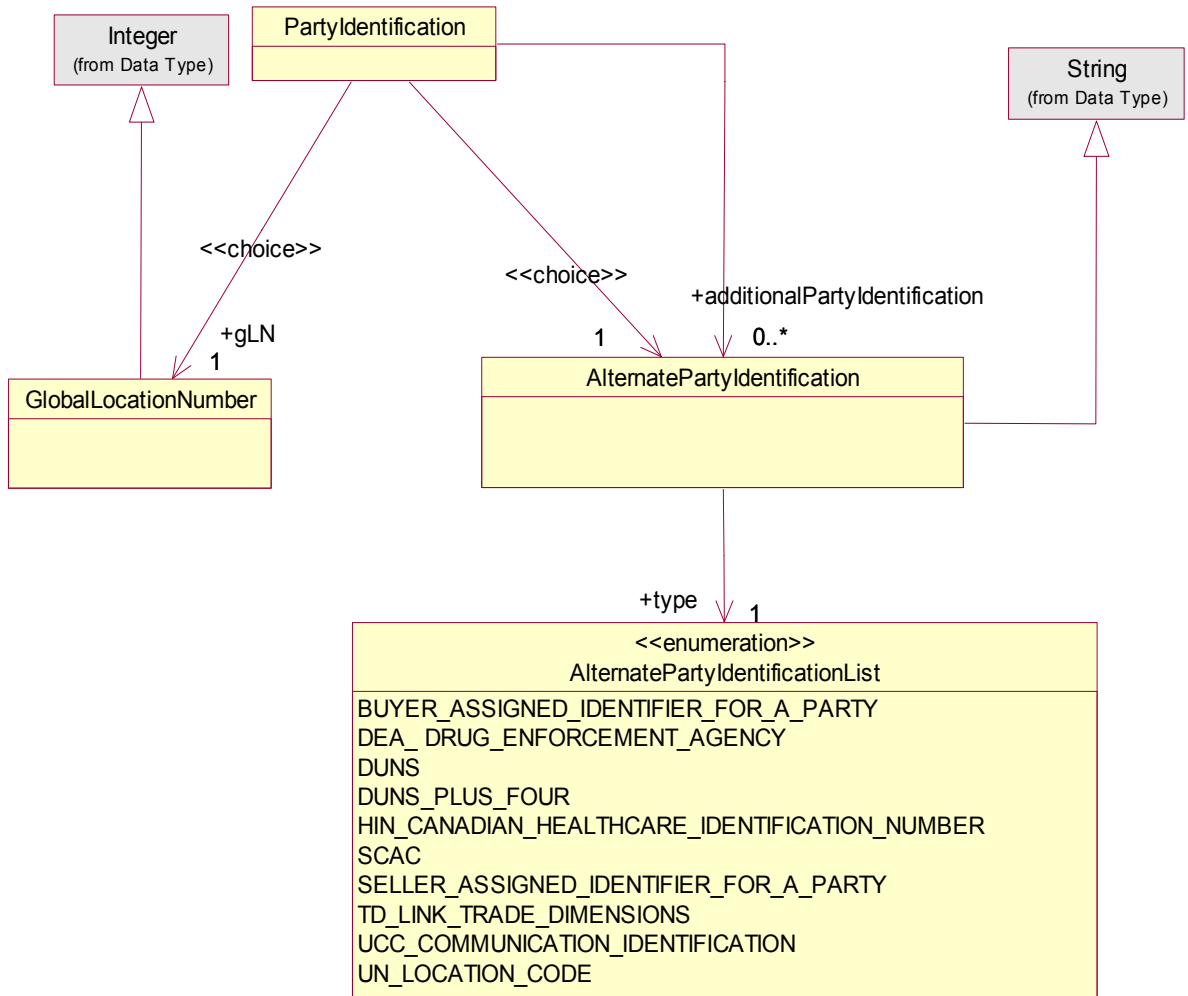 PartyIdentification
Integer
(from Data Type)
String
(from Data Type)
<<choice>>
<<choice>>
+additionalPartyIdentification
+gLN
1
1
0..*
GlobalLocationNumber
AlternatePartyIdentification
+type
1
<<enumeration>>
AlternatePartyIdentificationList
BUYER_ASSIGNED_IDENTIFIER_FOR_A_PARTY
DEA_ DRUG_ENFORCEMENT_AGENCY
DUNS
DUNS_PLUS_FOUR
HIN_CANADIAN_HEALTHCARE_IDENTIFICATION_NUMBER
SCAC
SELLER_ASSIGNED_IDENTIFIER_FOR_A_PARTY
TD_LINK_TRADE_DIMENSIONS
UCC_COMMUNICATION_IDENTIFICATION
UN_LOCATION_CODE